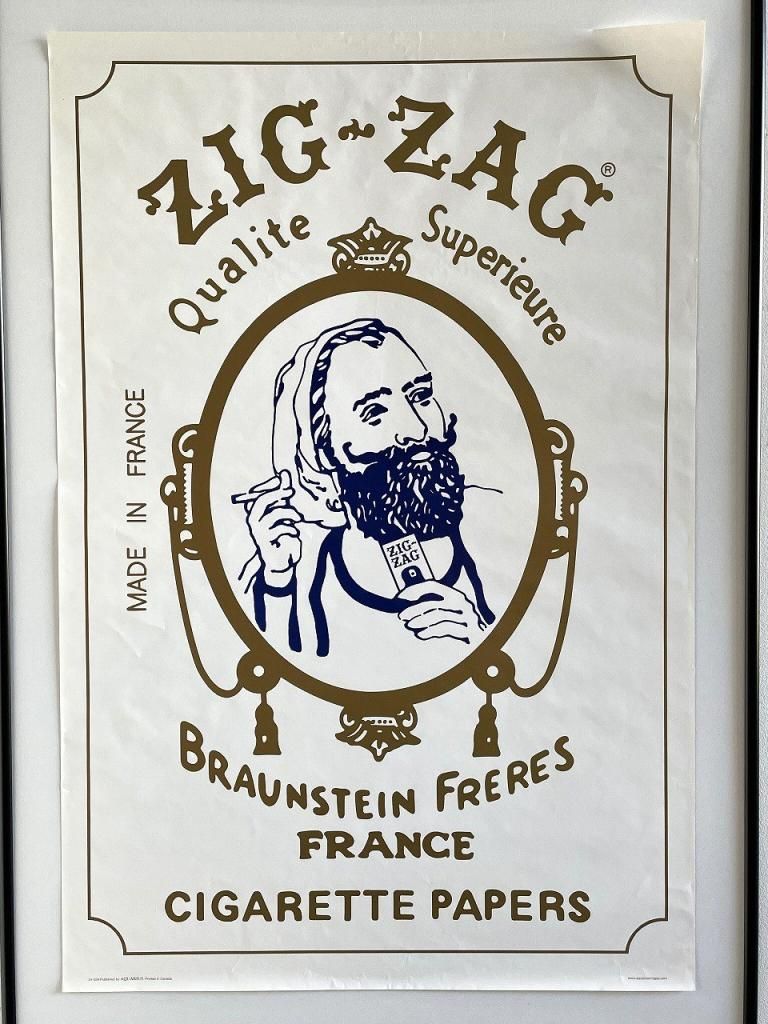 ZIG-ZAG®
Qualite Superieure
MADE IN FRANCE
ZIG-
ZAG
BRAUNSTEIN FRERES
FRANCE
CIGARETTE PAPERS